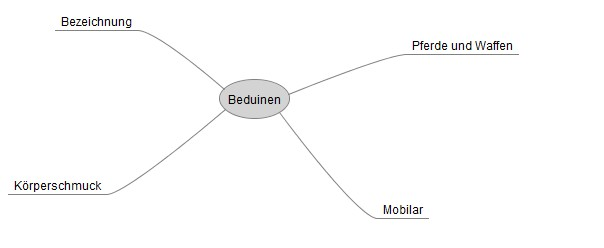 Bezeichnung
Pferde und Waffen
Beduinen
Körperschmuck
Mobilar